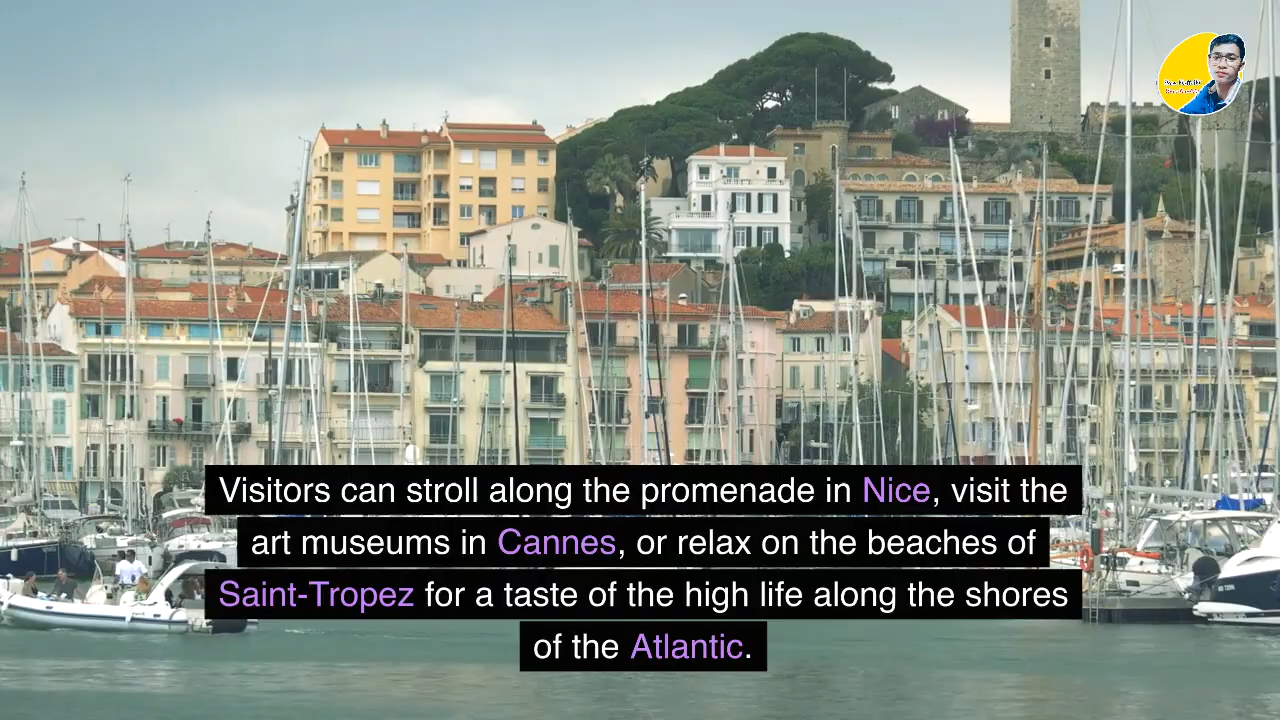 Visitors can stroll along the promenade in Nice, visit the
art museums in Cannes, or relax on the beaches of
Saint-Tropez for a taste of the high life along the shores
of the Atlantic.